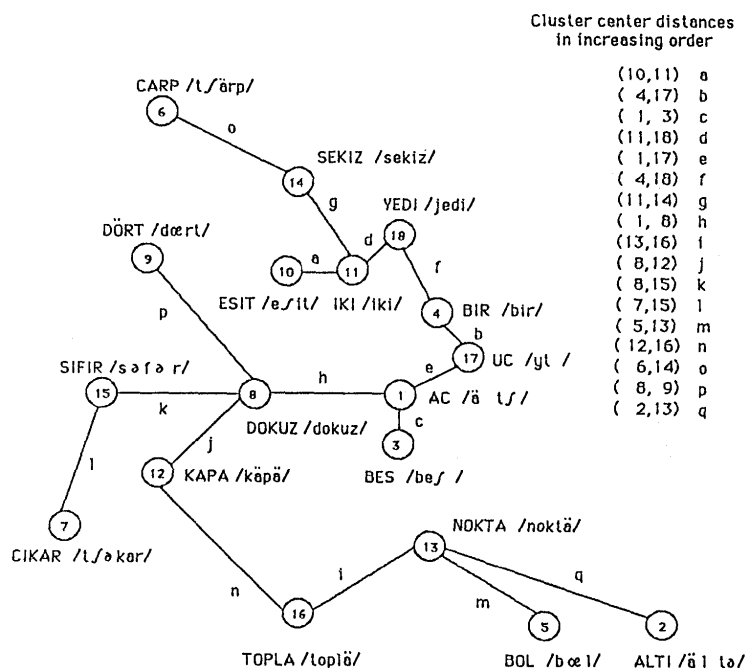 Cluster center distances
in increasing order
(10,11) a
( 4,17) b
( 1, 3) c
(11,18) d
( 1,17) e
( 4,18) f
(11,14) g
( 1, 8) h
(13,16) i
( 8,12) j
( 8,15) k
( 7,15) l
( 5,13) m
(12,16) n
( 6,14) o
( 8, 9) p
( 2,13) q
CARP /tʃärp/
6
o
SEKIZ /sekiz/
14
g
YEDI /jedi/
18
d
DÖRT /dœrt/
9
a
10
11
f
ESIT /eʃit/ IKI /iki/
4
BIR /bir/
p
b
17
UC /yt /
e
SIFIR /səfər/
15
k
8
h
1
AC /ä tʃ/
DOKUZ /dokuz/
c
3
BES /beʃ /
j
12
KAPA /käpä/
l
7
CIKAR /tʃəkar/
NOKTA /noktä/
13
n
i
q
m
16
5
2
TOPLA /toplä/
BOL /bœl/
ALTI /äl tə/